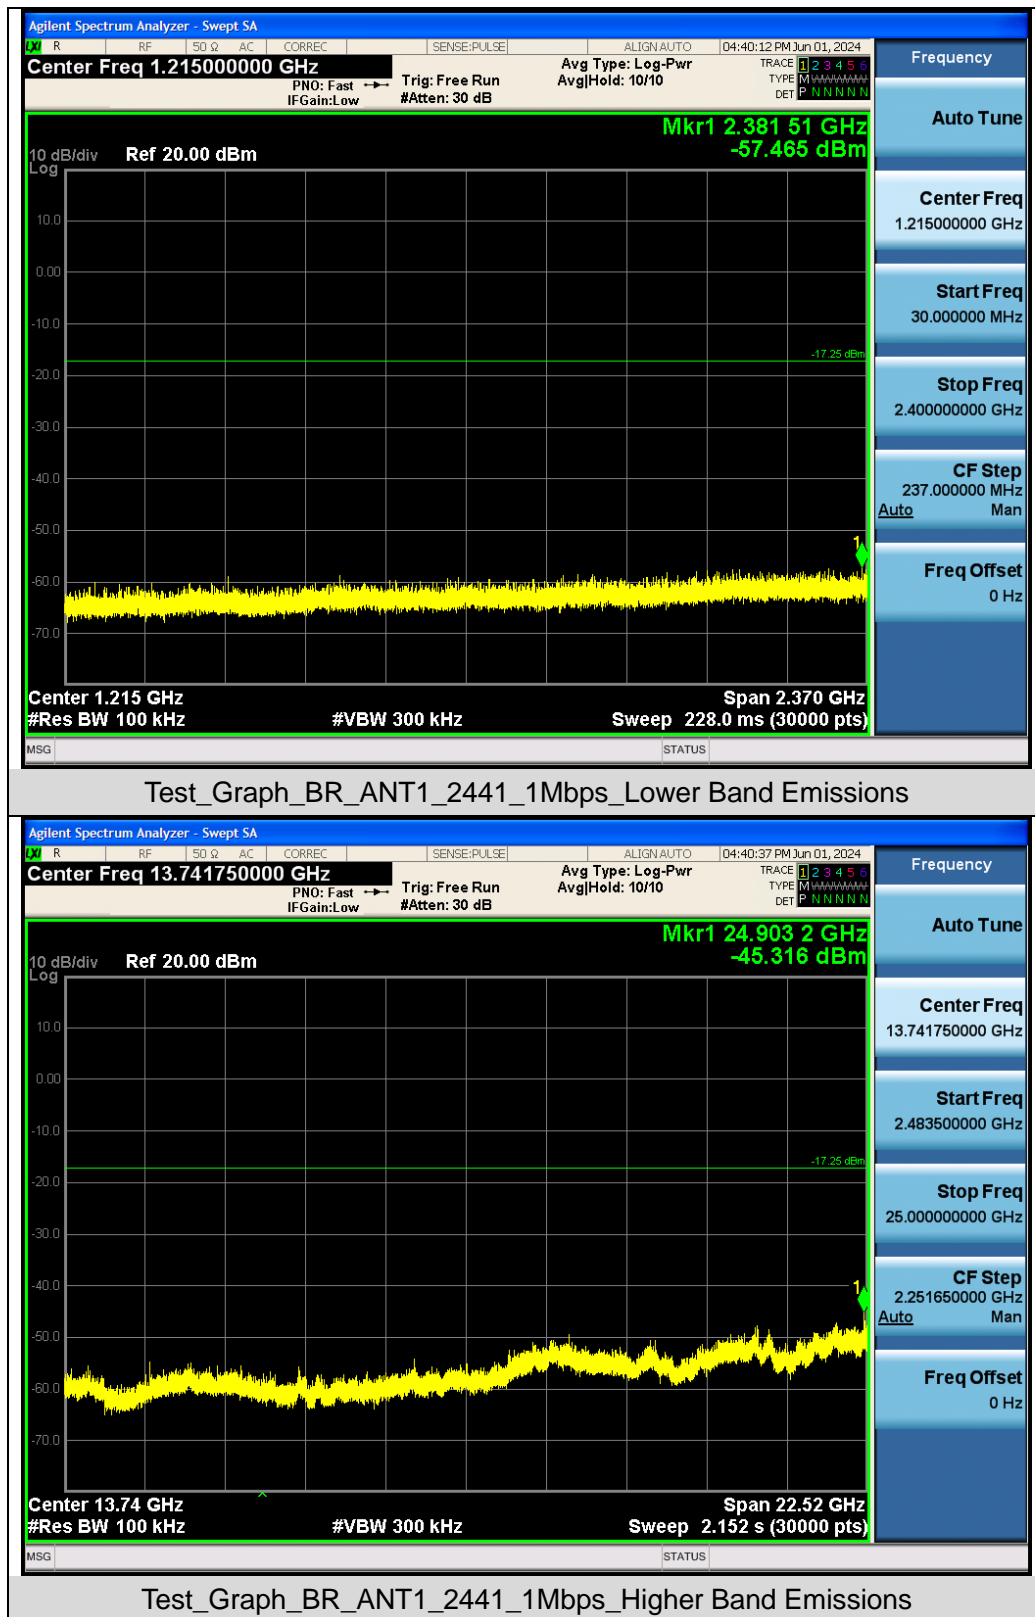 Agilent Spectrum Analyzer - Swept SA
LXI R RF 50 Ω AC CORREC SENSE:PULSE ALIGN AUTO 04:40:12 PM Jun 01, 2024
Center Freq 1.215000000 GHz Avg Type: Log-Pwr TRACE 1 2 3 4 5 6
PNO: Fast Trig: Free Run Avg|Hold: 10/10 TYPE M
IFGain:Low #Atten: 30 dB DET P N N N N N
Frequency
Auto Tune
Mkr1 2.381 51 GHz
-57.465 dBm
10 dB/div Ref 20.00 dBm
Log
10.0
0.00
-10.0
-17.25 dBm
-20.0
-30.0
-40.0
-50.0
1
-60.0
-70.0
Center Freq
1.215000000 GHz
Start Freq
30.000000 MHz
Stop Freq
2.400000000 GHz
CF Step
237.000000 MHz
Auto Man
Freq Offset
0 Hz
Center 1.215 GHz Span 2.370 GHz
#Res BW 100 kHz #VBW 300 kHz Sweep 228.0 ms (30000 pts)
MSG STATUS
Test_Graph_BR_ANT1_2441_1Mbps_Lower Band Emissions
Agilent Spectrum Analyzer - Swept SA
LXI R RF 50 Ω AC CORREC SENSE:PULSE ALIGN AUTO 04:40:37 PM Jun 01, 2024
Center Freq 13.741750000 GHz Avg Type: Log-Pwr TRACE 1 2 3 4 5 6
PNO: Fast Trig: Free Run Avg|Hold: 10/10 TYPE M
IFGain:Low #Atten: 30 dB DET P N N N N N
Frequency
Auto Tune
Mkr1 24.903 2 GHz
-45.316 dBm
10 dB/div Ref 20.00 dBm
Log
10.0
0.00
-10.0
-17.25 dBm
-20.0
-30.0
-40.0
1
-50.0
-60.0
-70.0
Center Freq
13.741750000 GHz
Start Freq
2.483500000 GHz
Stop Freq
25.000000000 GHz
CF Step
2.251650000 GHz
Auto Man
Freq Offset
0 Hz
Center 13.74 GHz Span 22.52 GHz
#Res BW 100 kHz #VBW 300 kHz Sweep 2.152 s (30000 pts)
MSG STATUS
Test_Graph_BR_ANT1_2441_1Mbps_Higher Band Emissions